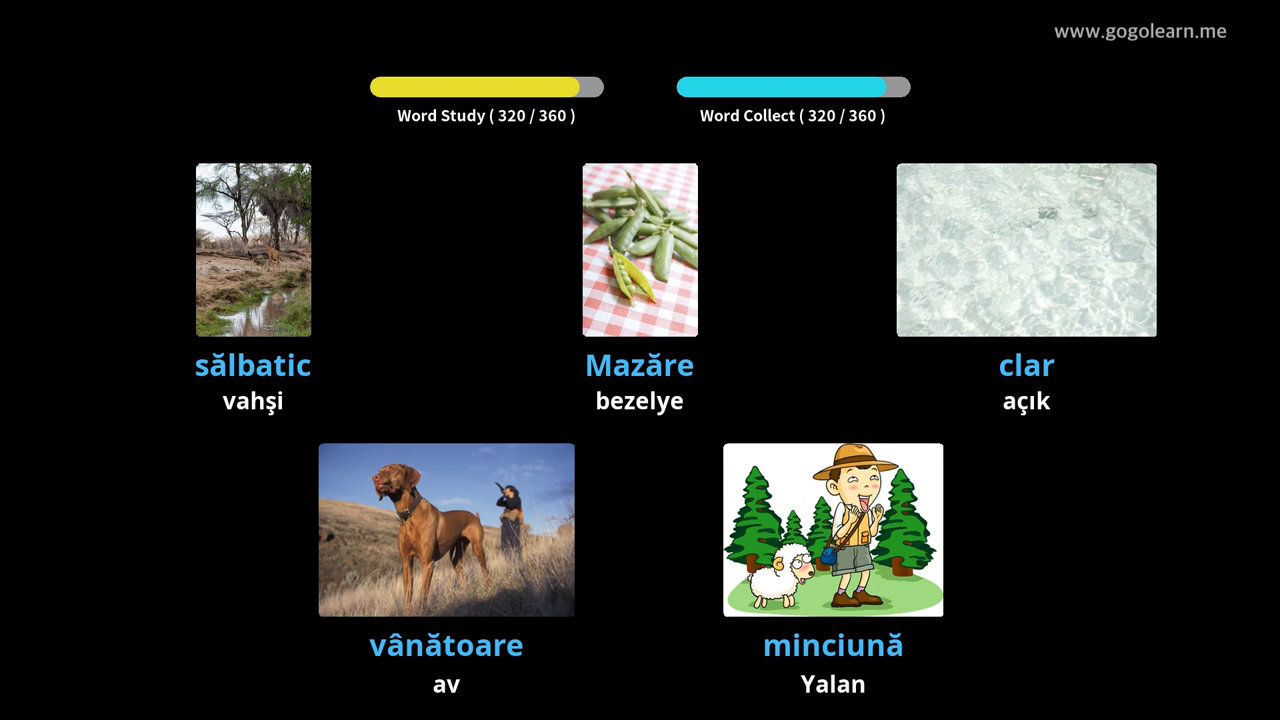 www.gogolearn.me
Word Study ( 320 / 360 )
Word Collect ( 320 / 360 )
sălbatic
vahşi
Mazăre
bezelye
clar
açık
vânătoare
av
minciună
Yalan